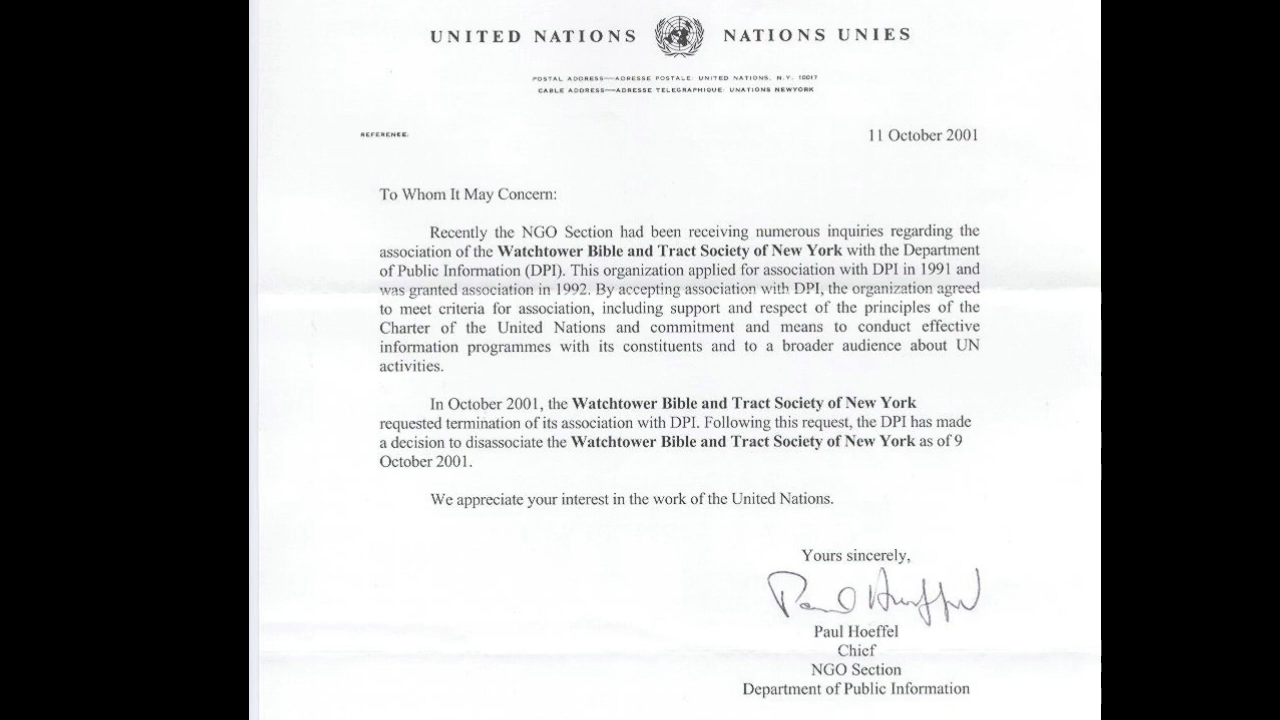 UNITED NATIONS NATIONS UNIES
POSTAL ADDRESS—ADRESSE POSTALE: UNITED NATIONS, N.Y. 10017
CABLE ADDRESS—ADRESSE TELEGRAPHIQUE: UNATIONS NEWYORK
REFERENCE:
11 October 2001
To Whom It May Concern:
Recently the NGO Section had been receiving numerous inquiries regarding the
association of the Watchtower Bible and Tract Society of New York with the Department
of Public Information (DPI). This organization applied for association with DPI in 1991 and
was granted association in 1992. By accepting association with DPI, the organization agreed
to meet criteria for association, including support and respect of the principles of the
Charter of the United Nations and commitment and means to conduct effective
information programmes with its constituents and to a broader audience about UN
activities.
In October 2001, the Watchtower Bible and Tract Society of New York
requested termination of its association with DPI. Following this request, the DPI has made
a decision to disassociate the Watchtower Bible and Tract Society of New York as of 9
October 2001.
We appreciate your interest in the work of the United Nations.
Yours sincerely,
Paul Hoeffel
Paul Hoeffel
Chief
NGO Section
Department of Public Information